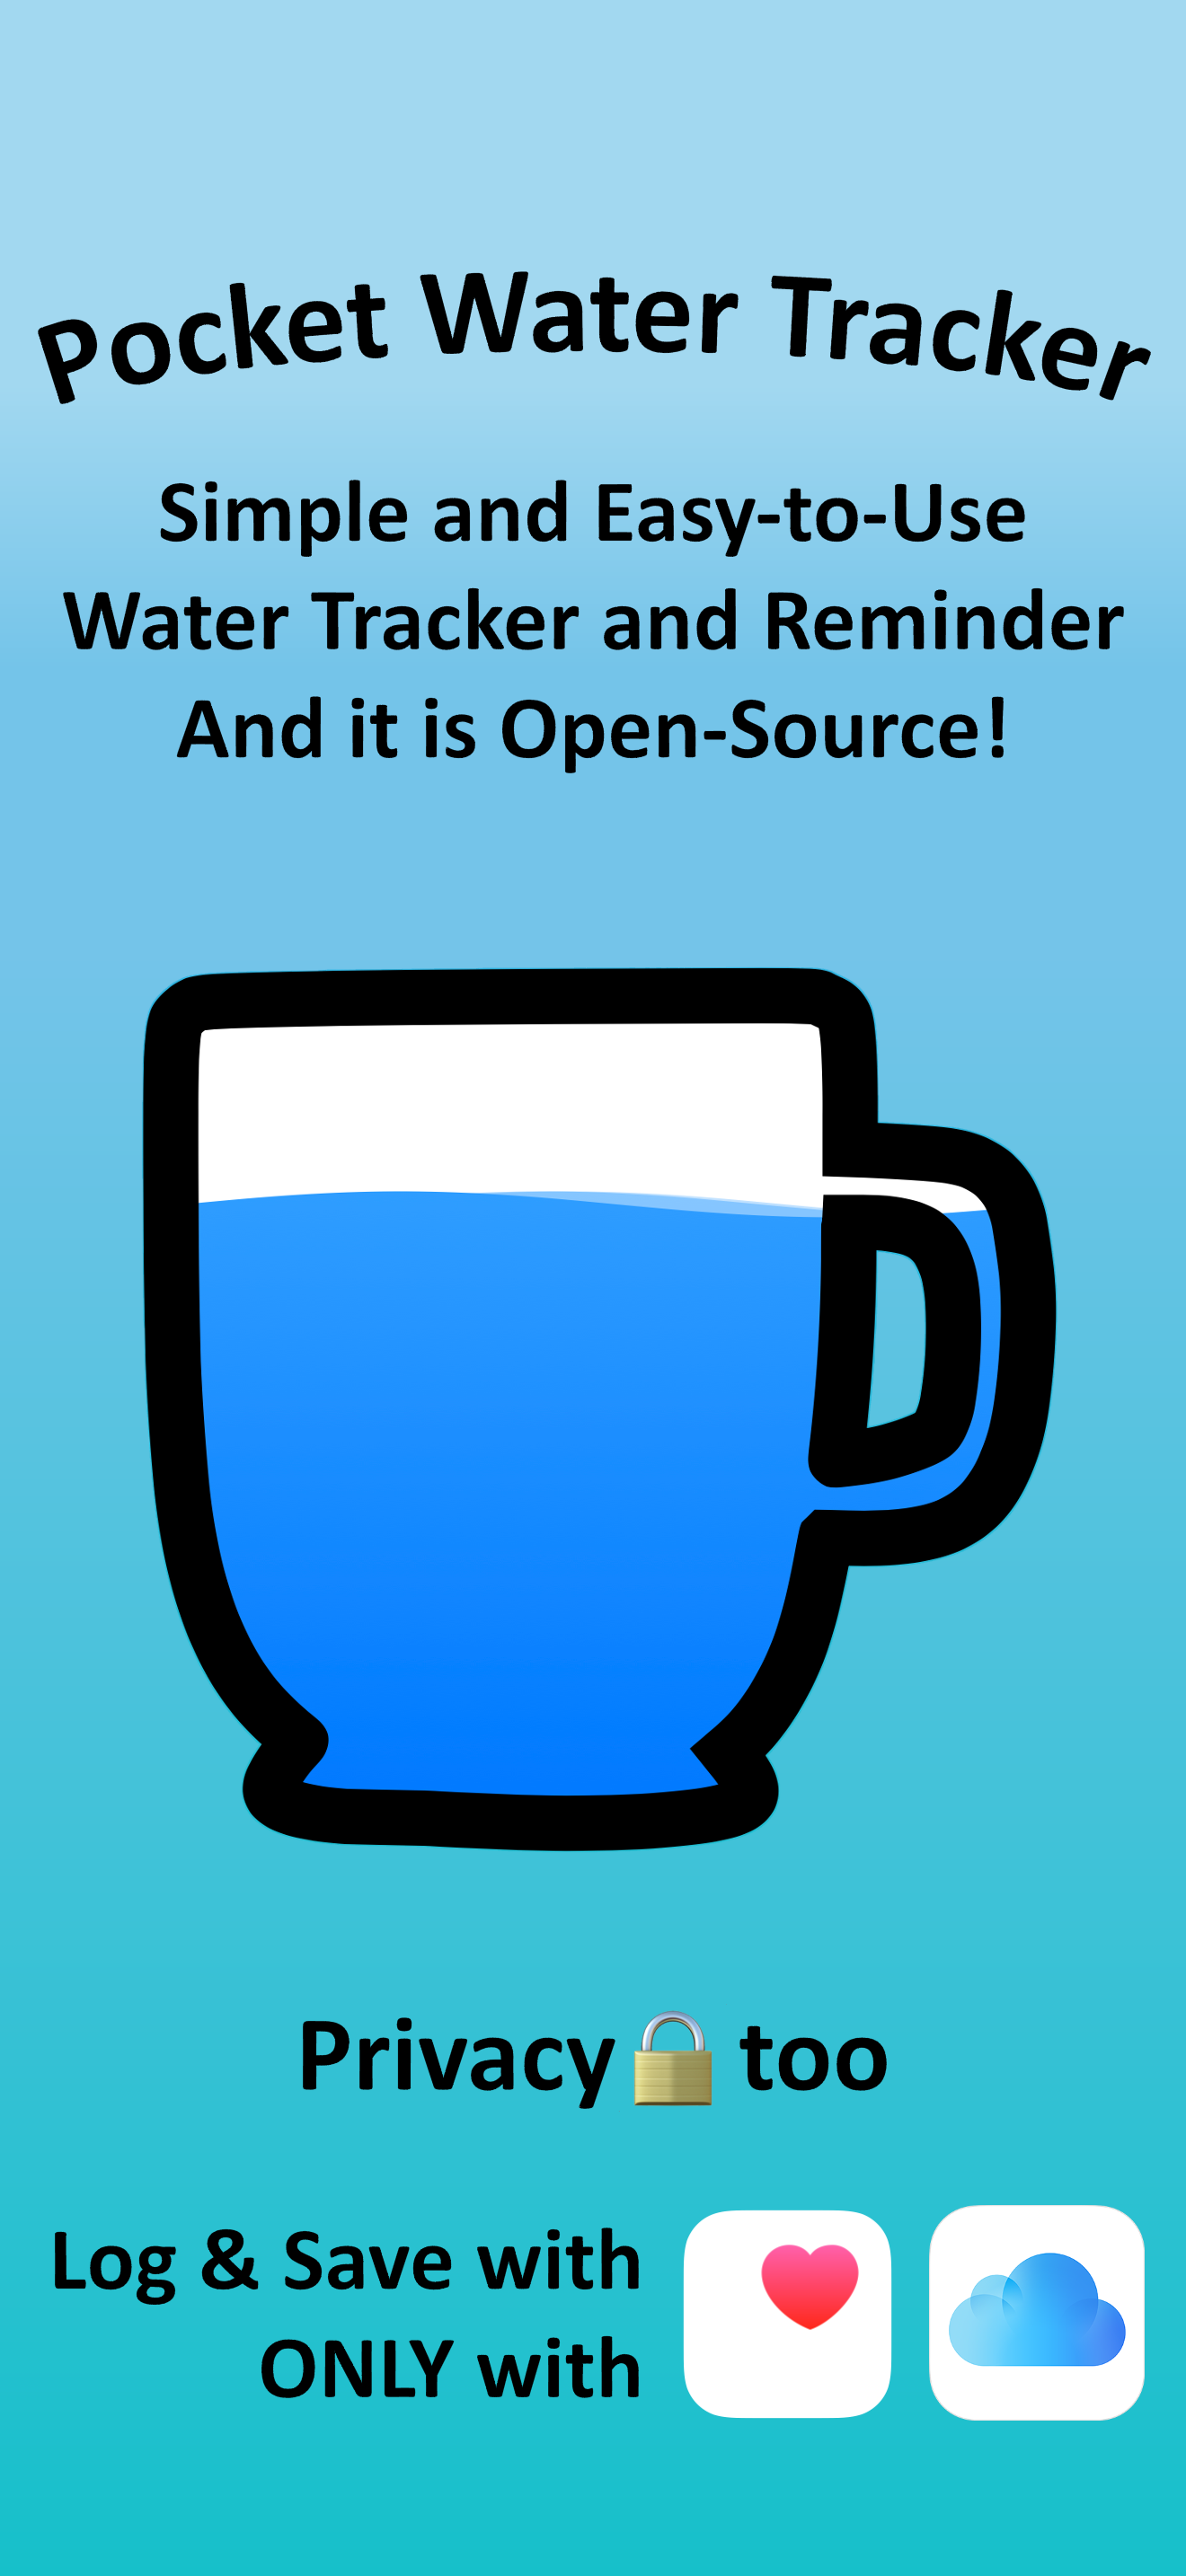 Pocket Water Tracker
Simple and Easy-to-Use
Water Tracker and Reminder
And it is Open-Source!
Privacy🔒 too
Log & Save with
ONLY with